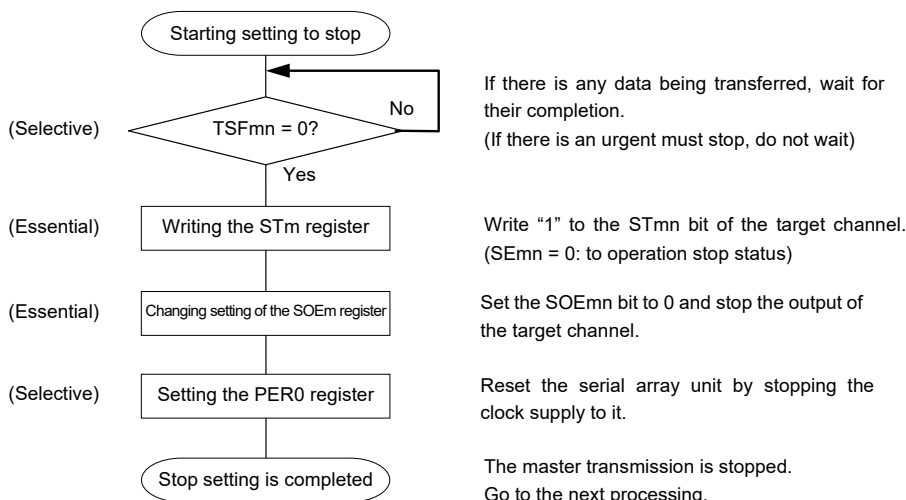 Starting setting to stop
If there is any data being transferred, wait for
their completion.
(If there is an urgent must stop, do not wait)
No
(Selective)
TSFmn = 0?
Yes
(Essential)
Writing the STm register
Write “1” to the STmn bit of the target channel.
(SEmn = 0: to operation stop status)
(Essential)
Changing setting of the SOEm register
Set the SOEmn bit to 0 and stop the output of
the target channel.
(Selective)
Setting the PER0 register
Reset the serial array unit by stopping the
clock supply to it.
Stop setting is completed
The master transmission is stopped.
Go to the next processing.